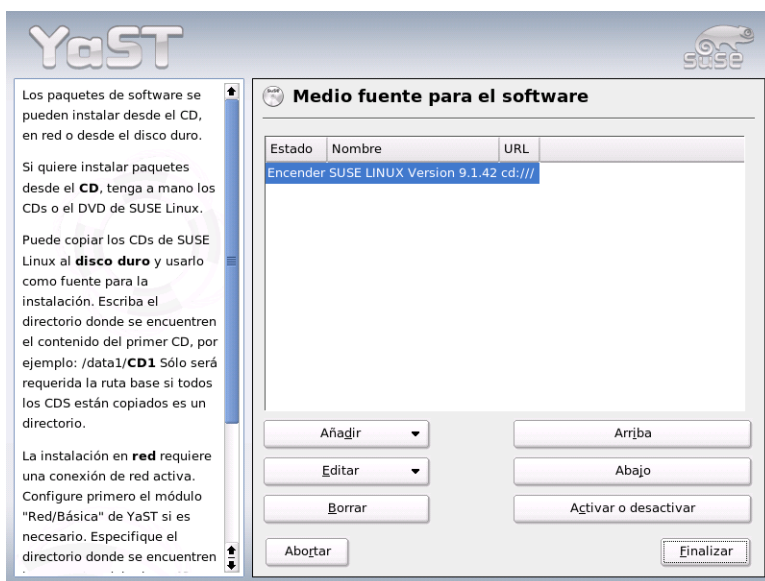 YaST
SUSE
Los paquetes de software se
pueden instalar desde el CD,
en red o desde el disco duro.
Si quiere instalar paquetes
desde el CD, tenga a mano los
CDs o el DVD de SUSE Linux.
Puede copiar los CDs de SUSE
Linux al disco duro y usarlo
como fuente para la
instalación. Escriba el
directorio donde se encuentren
el contenido del primer CD, por
ejemplo: /data1/CD1 Sólo será
requerida la ruta base si todos
los CDS están copiados es un
directorio.
La instalación en red requiere
una conexión de red activa.
Configure primero el módulo
"Red/Básica" de YaST si es
necesario. Especifique el
directorio donde se encuentren
Medio fuente para el software
Estado Nombre URL
Encender SUSE LINUX Version 9.1.42 cd:///
Añadir Arriba
Editar Abajo
Borrar Activar o desactivar
Abortar Finalizar